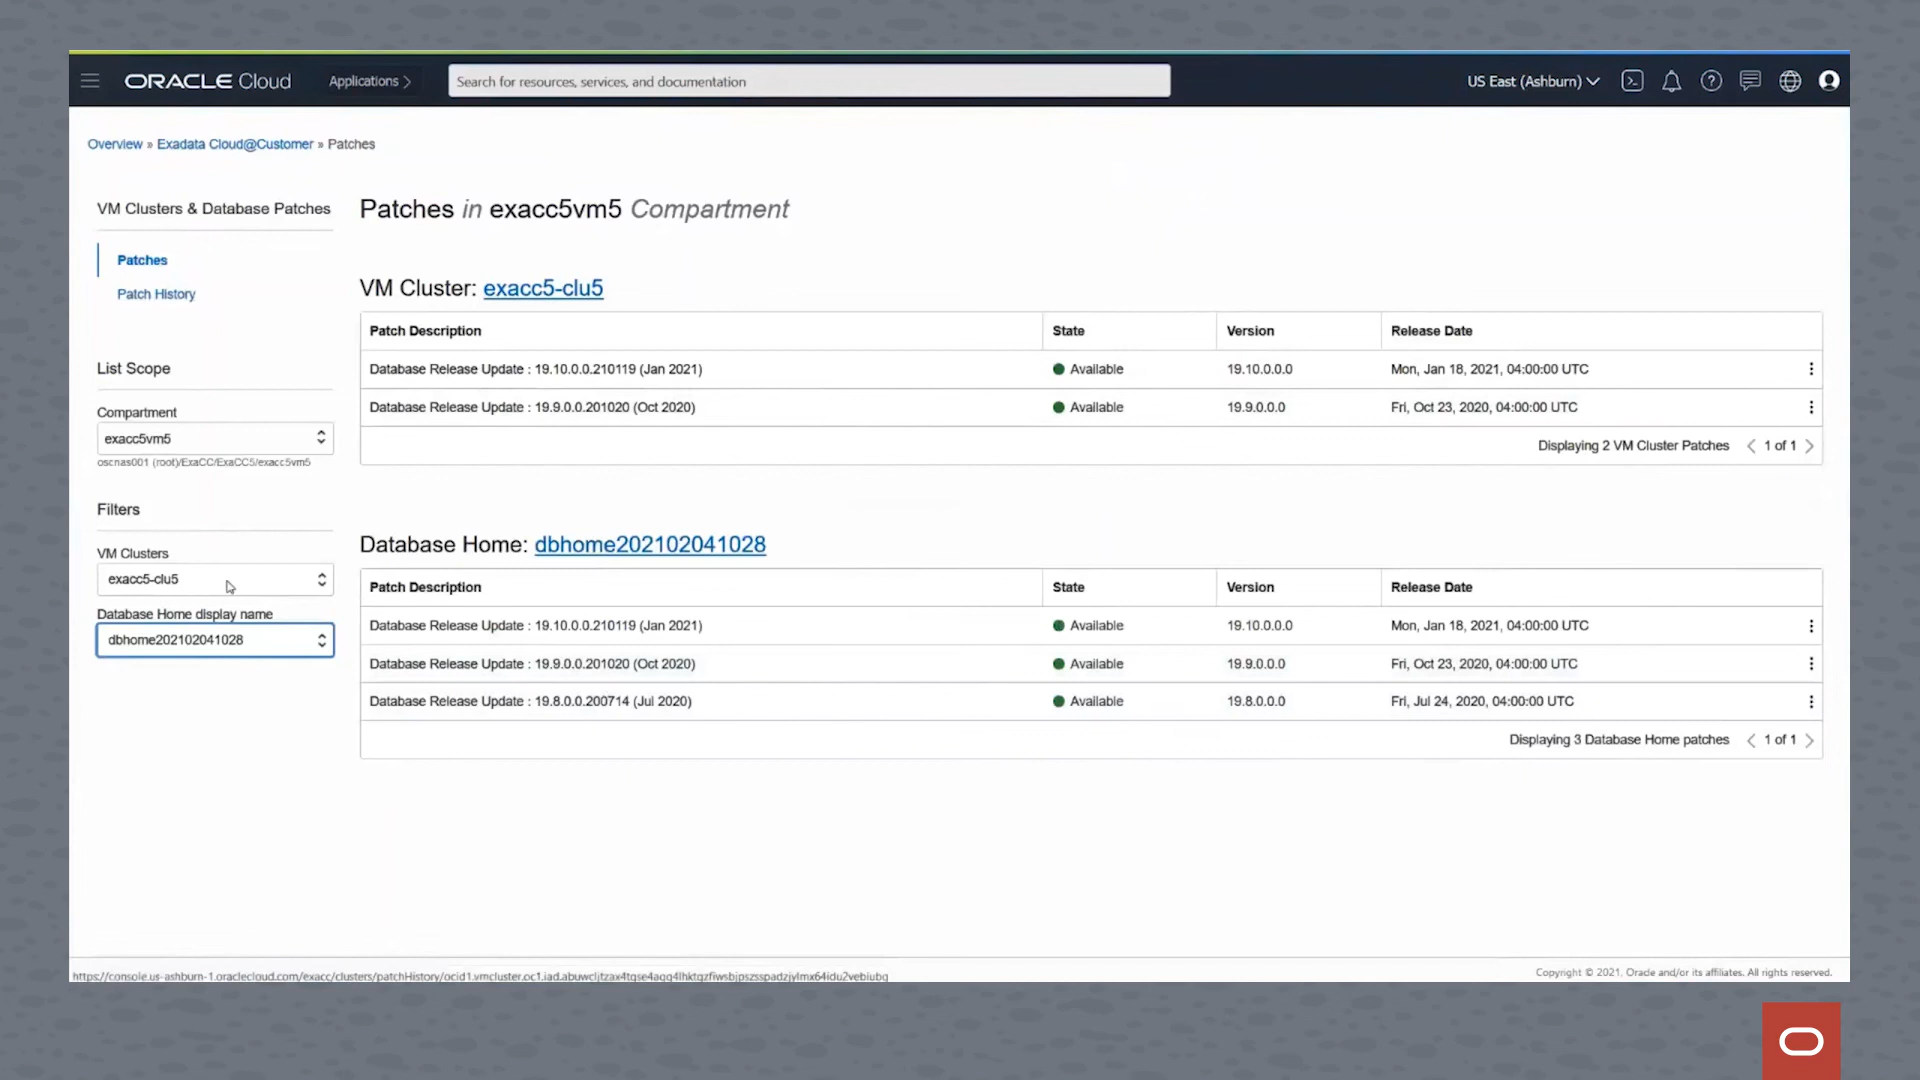 ORACLE Cloud
Applications
Search for resources, services, and documentation
US East (Ashburn)
Overview » Exadata Cloud@Customer » Patches
VM Clusters & Database Patches
Patches
Patch History
List Scope
Compartment
exacc5vm5
oscnas001 (root)/ExaCC/ExaCC5/exacc5vm5
Filters
VM Clusters
exacc5-clu5
Database Home display name
dbhome202102041028
Patches in exacc5vm5 Compartment
VM Cluster: exacc5-clu5
Patch Description State Version Release Date
Database Release Update : 19.10.0.0.210119 (Jan 2021) Available 19.10.0.0.0 Mon, Jan 18, 2021, 04:00:00 UTC
Database Release Update : 19.9.0.0.201020 (Oct 2020) Available 19.9.0.0.0 Fri, Oct 23, 2020, 04:00:00 UTC
Displaying 2 VM Cluster Patches < 1 of 1 >
Database Home: dbhome202102041028
Patch Description State Version Release Date
Database Release Update : 19.10.0.0.210119 (Jan 2021) Available 19.10.0.0.0 Mon, Jan 18, 2021, 04:00:00 UTC
Database Release Update : 19.9.0.0.201020 (Oct 2020) Available 19.9.0.0.0 Fri, Oct 23, 2020, 04:00:00 UTC
Database Release Update : 19.8.0.0.200714 (Jul 2020) Available 19.8.0.0.0 Fri, Jul 24, 2020, 04:00:00 UTC
Displaying 3 Database Home patches < 1 of 1 >
Copyright © 2021, Oracle and/or its affiliates. All rights reserved.